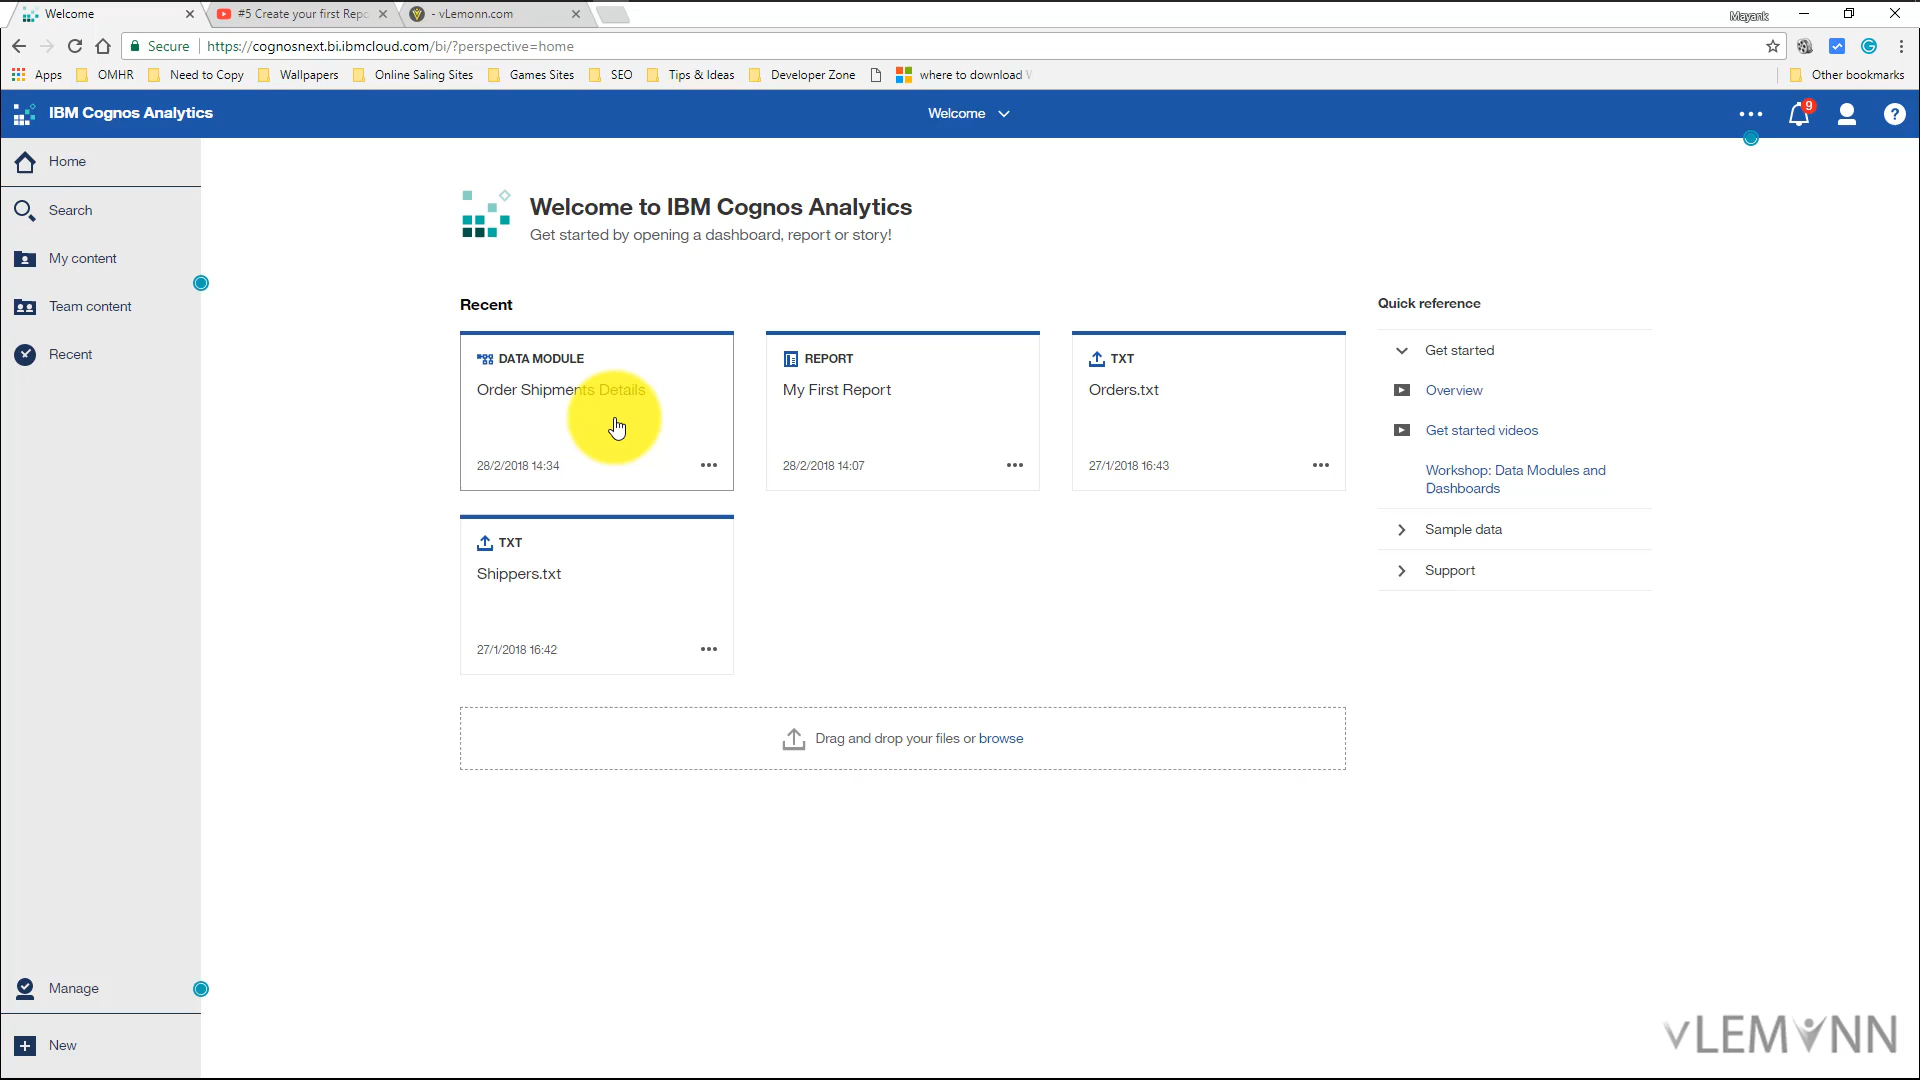 Welcome
#5 Create your first Repo
- vLemonn.com
Mayank
Secure
https://cognosnext.bi.ibmcloud.com/bi/?perspective=home
Apps
OMHR
Need to Copy
Wallpapers
Online Saling Sites
Games Sites
SEO
Tips & Ideas
Developer Zone
where to download
Other bookmarks
IBM Cognos Analytics
Welcome
9
?
Home
Search
My content
Team content
Recent
Manage
New
Welcome to IBM Cognos Analytics
Get started by opening a dashboard, report or story!
Recent
DATA MODULE
Order Shipments Details
28/2/2018 14:34
REPORT
My First Report
28/2/2018 14:07
TXT
Orders.txt
27/1/2018 16:43
TXT
Shippers.txt
27/1/2018 16:42
Drag and drop your files or browse
Quick reference
Get started
Overview
Get started videos
Workshop: Data Modules and
Dashboards
Sample data
Support
vLEMONN